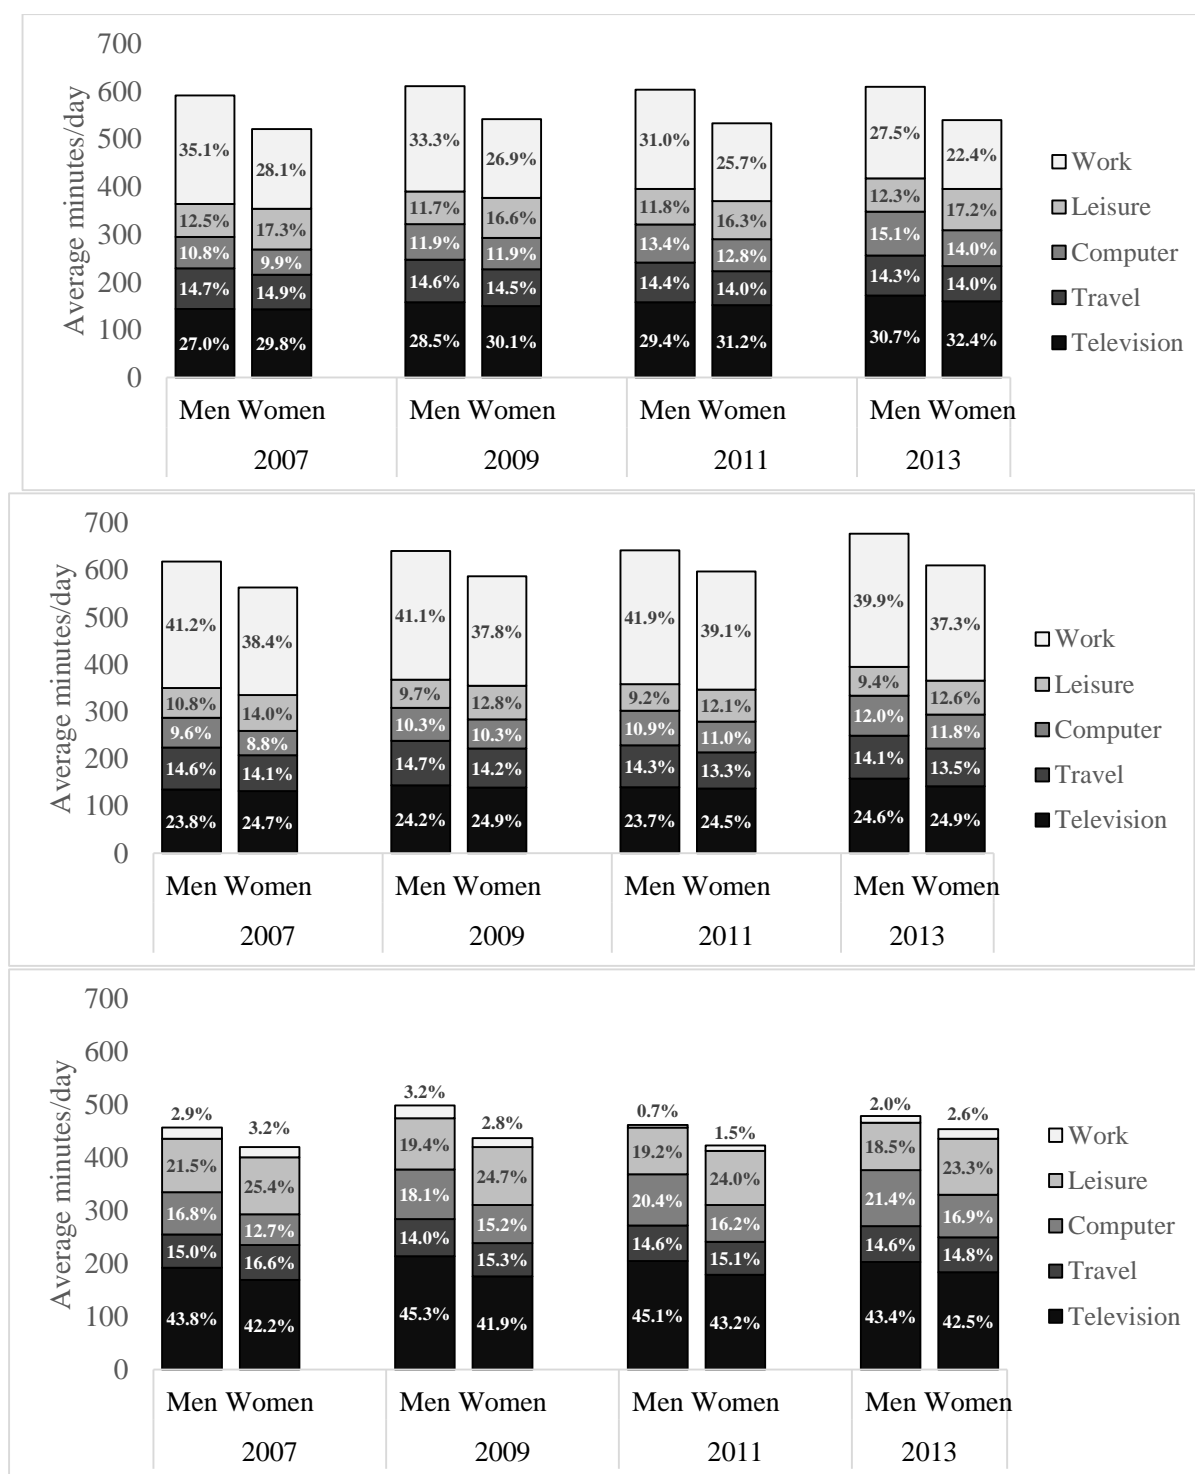 700
600
500
400
300
200
100
0
Average minutes/day
35.1% 28.1% 33.3% 26.9% 31.0% 25.7% 27.5% 22.4%
12.5% 17.3% 11.7% 16.6% 11.8% 16.3% 12.3% 17.2%
10.8% 9.9% 11.9% 11.9% 13.4% 12.8% 15.1% 14.0%
14.7% 14.9% 14.6% 14.5% 14.4% 14.0% 14.3% 14.0%
27.0% 29.8% 28.5% 30.1% 29.4% 31.2% 30.7% 32.4%
Men Women Men Women Men Women Men Women
2007 2009 2011 2013
Work
Leisure
Computer
Travel
Television
700
600
500
400
300
200
100
0
Average minutes/day
41.2% 38.4% 41.1% 37.8% 41.9% 39.1% 39.9% 37.3%
10.8% 14.0% 9.7% 12.8% 9.2% 12.1% 9.4% 12.6%
9.6% 8.8% 10.3% 10.3% 10.9% 11.0% 12.0% 11.8%
14.6% 14.1% 14.7% 14.2% 14.3% 13.3% 14.1% 13.5%
23.8% 24.7% 24.2% 24.9% 23.7% 24.5% 24.6% 24.9%
Men Women Men Women Men Women Men Women
2007 2009 2011 2013
Work
Leisure
Computer
Travel
Television
700
600
500
400
300
200
100
0
Average minutes/day
2.9% 3.2% 3.2% 2.8% 0.7% 1.5% 2.0% 2.6%
21.5% 25.4% 19.4% 24.7% 19.2% 24.0% 18.5% 23.3%
16.8% 12.7% 18.1% 15.2% 20.4% 16.2% 21.4% 16.9%
15.0% 16.6% 14.0% 15.3% 14.6% 15.1% 14.6% 14.8%
43.8% 42.2% 45.3% 41.9% 45.1% 43.2% 43.4% 42.5%
Men Women Men Women Men Women Men Women
2007 2009 2011 2013
Work
Leisure
Computer
Travel
Television